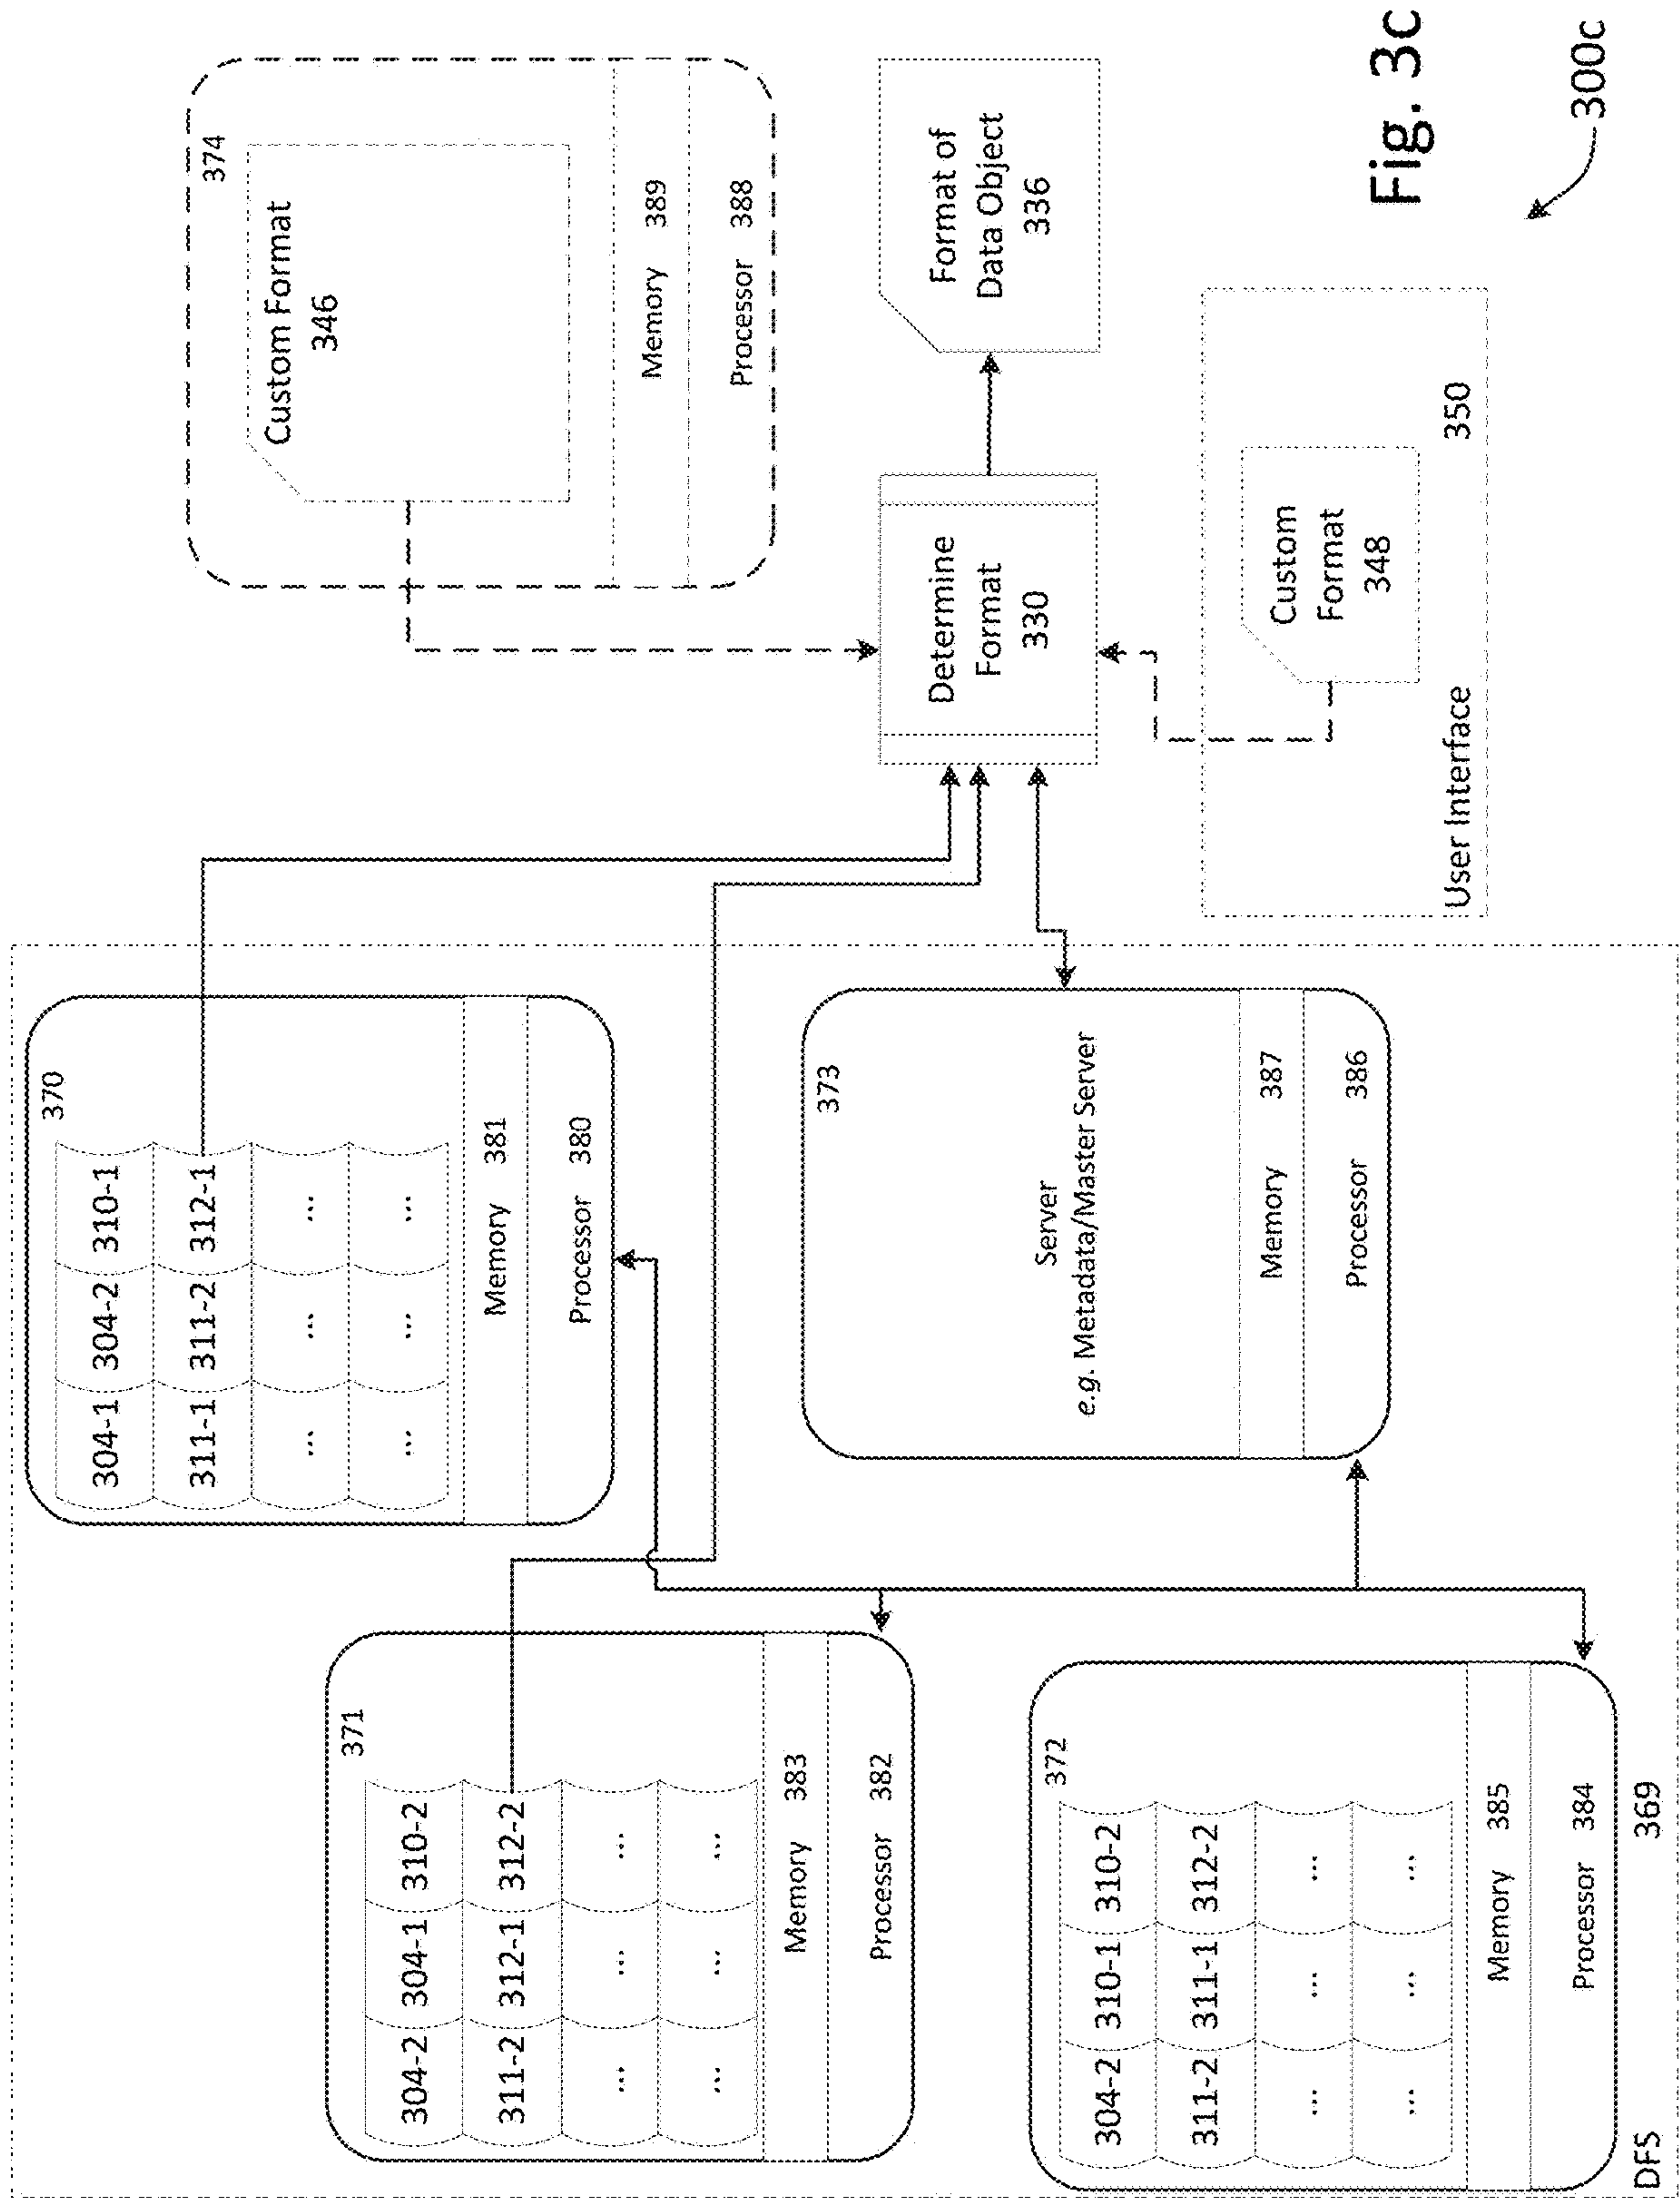 371
304-2 304-1 310-2
311-2 312-1 312-2
... ... ...
... ... ...
Memory 383
Processor 382
372
304-2 310-1 310-2
311-2 311-1 312-2
... ... ...
... ... ...
Memory 385
Processor 384
DFS 369
370
304-1 304-2 310-1
311-1 311-2 312-1
... ... ...
... ... ...
Memory 381
Processor 380
373
Server
e.g. Metadata/Master Server
Memory 387
Processor 386
374
Custom Format
346
Memory 389
Processor 388
Determine
Format
330
Format of
Data Object
336
Custom
Format
348
User Interface 350
Fig. 3c
300c